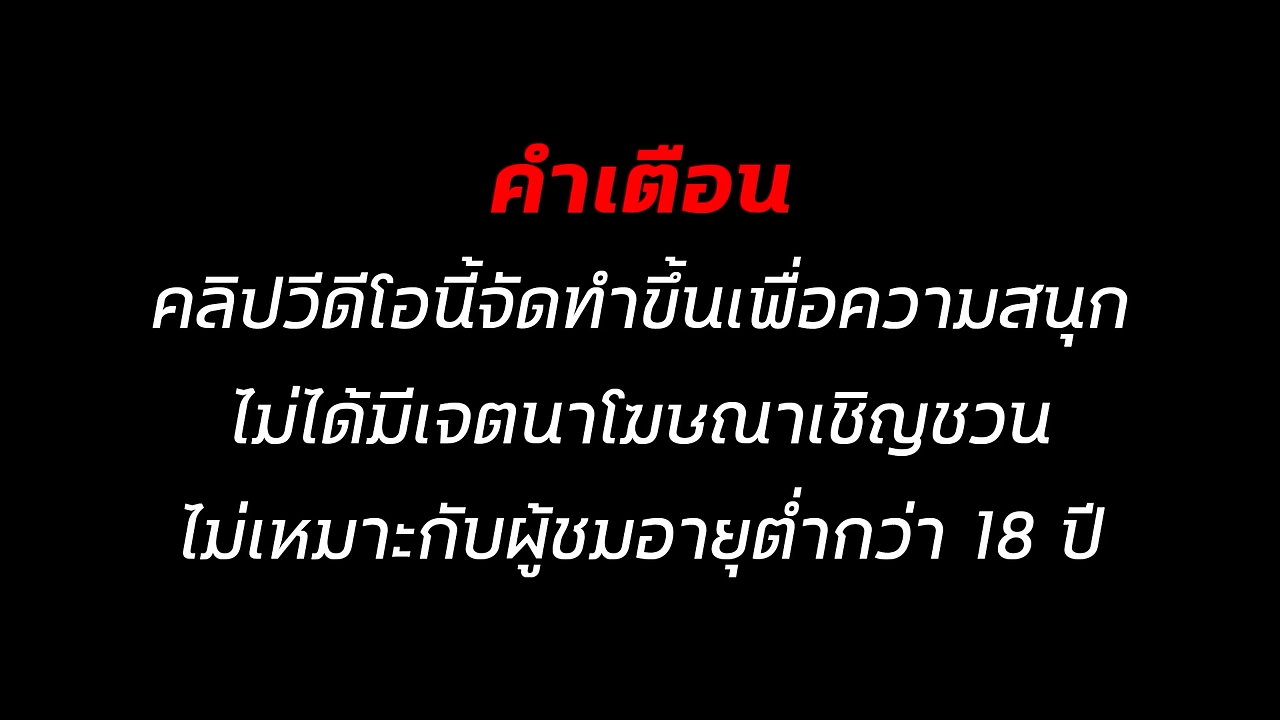 คำเตือน
คลิปวีดีโอนี้จัดทำขึ้นเพื่อความสนุก
ไม่ได้มีเจตนาโฆษณาเชิญชวน
ไม่เหมาะกับผู้ชมอายุต่ำกว่า 18 ปี